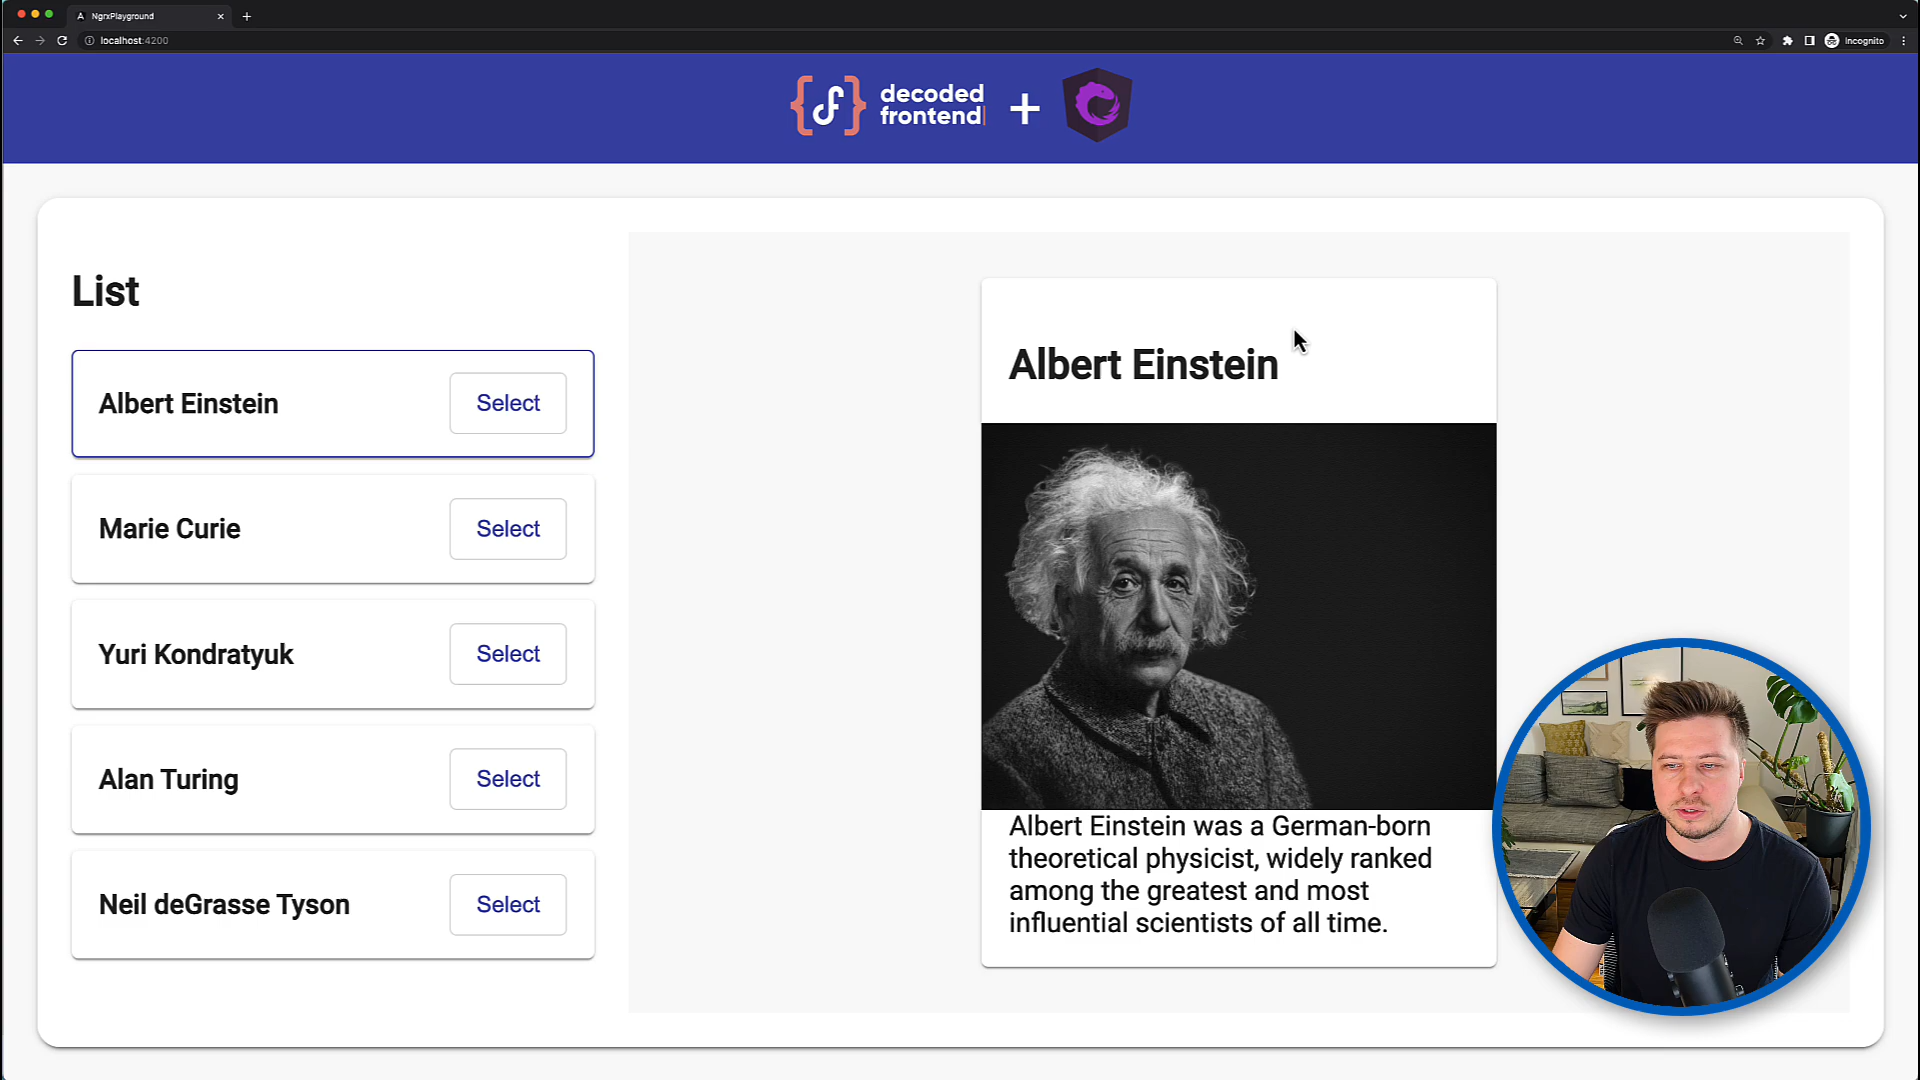 NgrxPlayground
localhost:4200
Incognito
decoded
frontend
+
List
Albert Einstein
Select
Marie Curie
Select
Yuri Kondratyuk
Select
Alan Turing
Select
Neil deGrasse Tyson
Select
Albert Einstein
Albert Einstein was a German-born
theoretical physicist, widely ranked
among the greatest and most
influential scientists of all time.